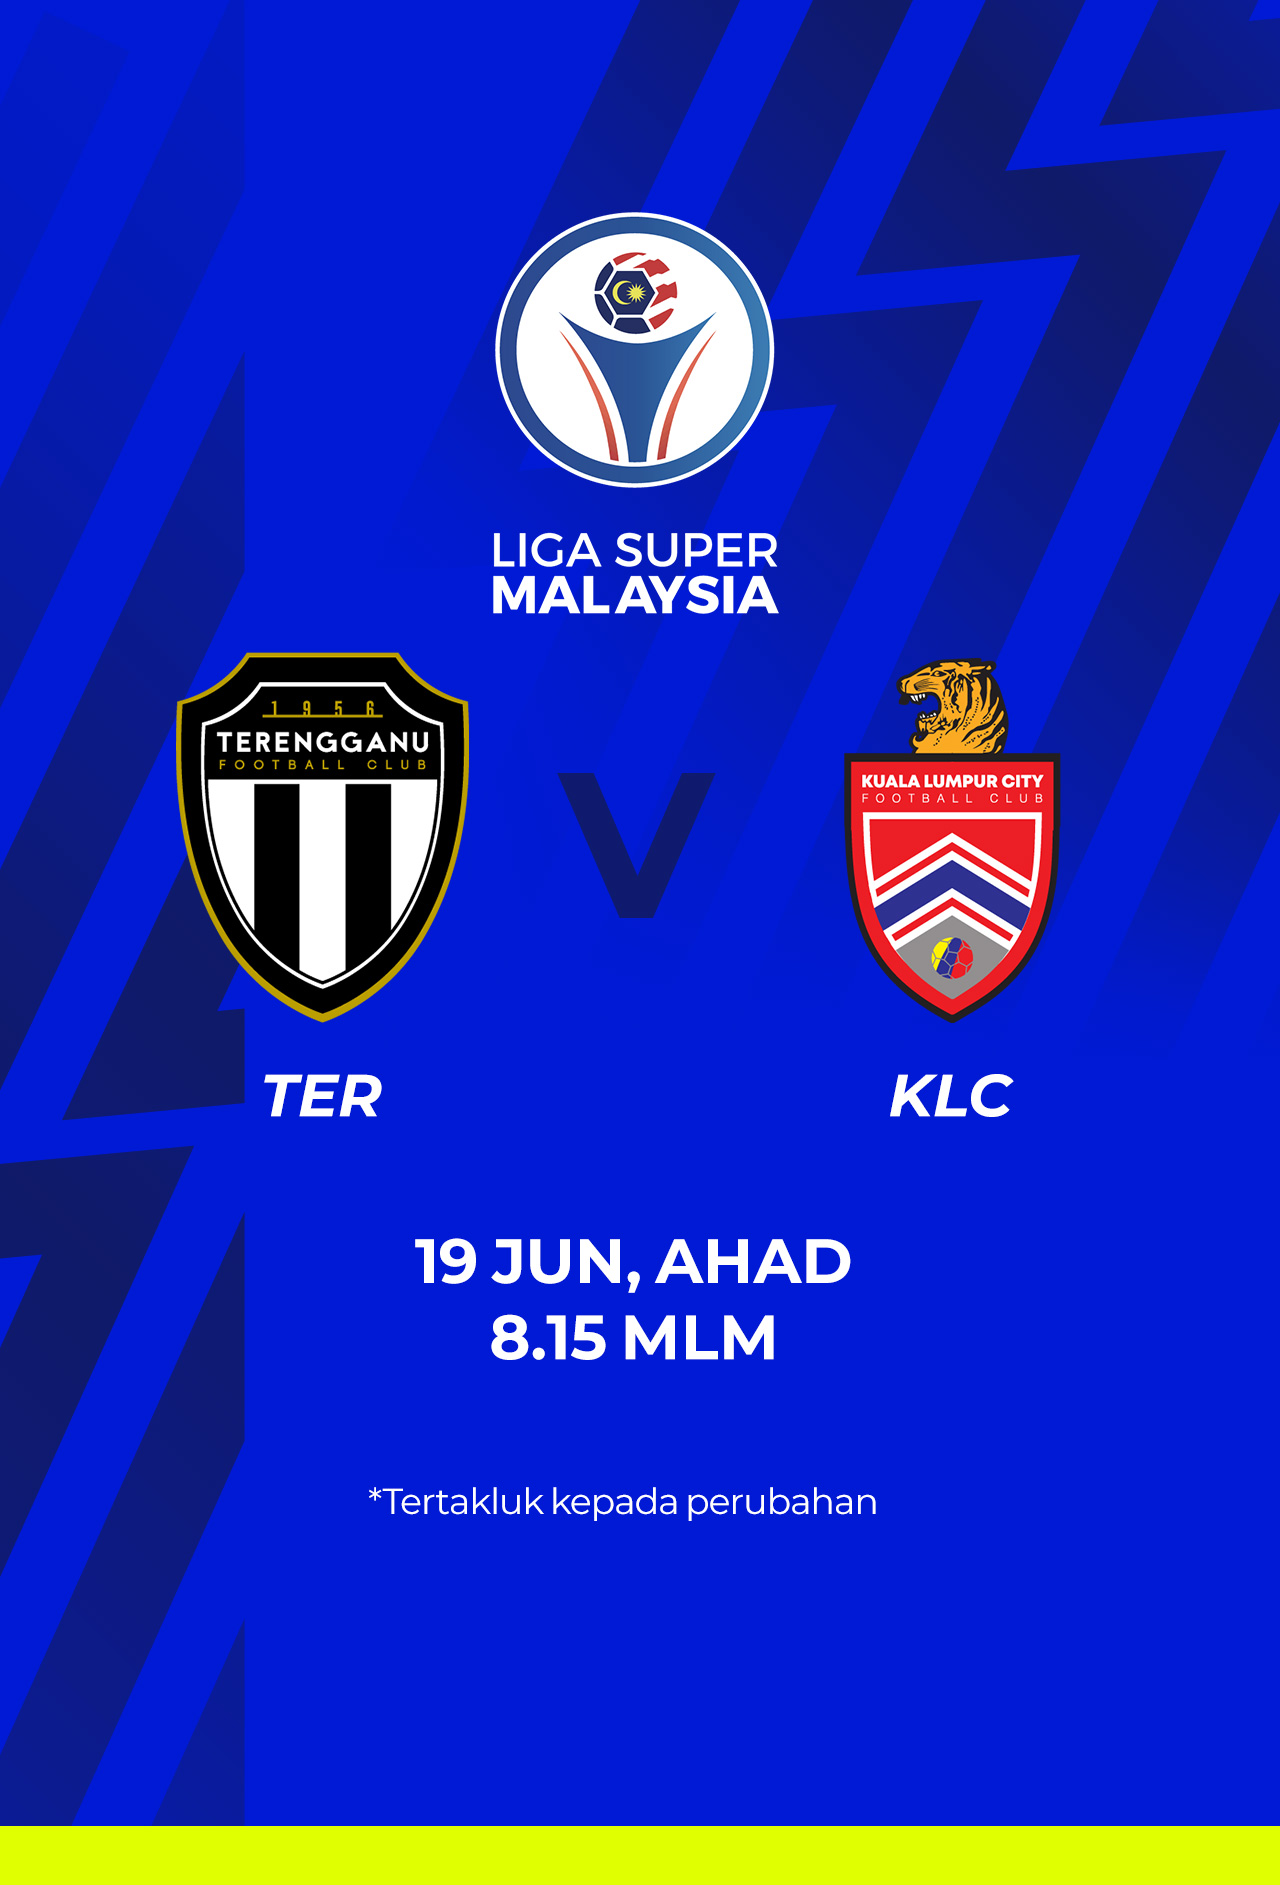 LIGA SUPER
MALAYSIA
1956
TERENGGANU
FOOTBALL CLUB
V
KUALA LUMPUR CITY
FOOTBALL CLUB
TER
KLC
19 JUN, AHAD
8.15 MLM
*Tertakluk kepada perubahan